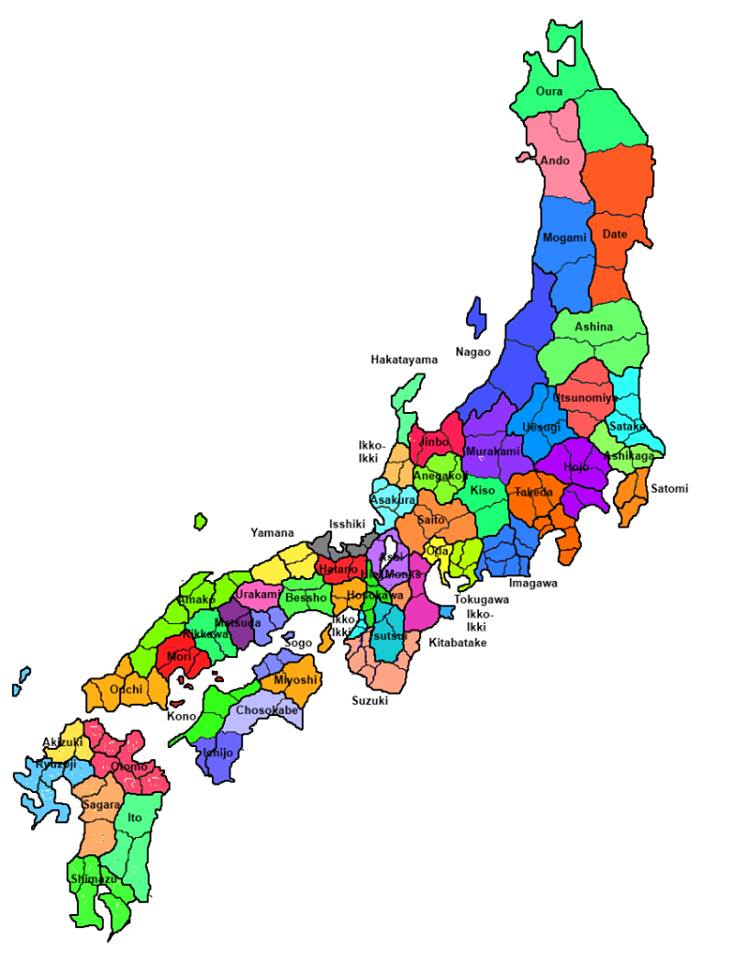 Oura
Ando
Mogami
Date
Ashina
Nagao
Hakatayama
Utsunomiya
Satake
Uesugi
Jinbo
Ikko-
Ikki
Murakami
Ashikaga
Hojo
Anegakoji
Satomi
Kiso
Takeda
Asakura
Saito
Isshiki
Yamana
Oda
Asai
Imagawa
Hatano
Hiei Monks
Tokugawa
Urakami
Bessho
Hosokawa
Amako
Ikko-
Ikki
Matsuda
Ikko-
Ikki
Kikkawa
Tsutsui
Kitabatake
Sogo
Mori
Miyoshi
Ouchi
Suzuki
Kono
Chosokabe
Akizuki
Ichijo
Ryuzoji
Otomo
Sagara
Ito
Shimazu